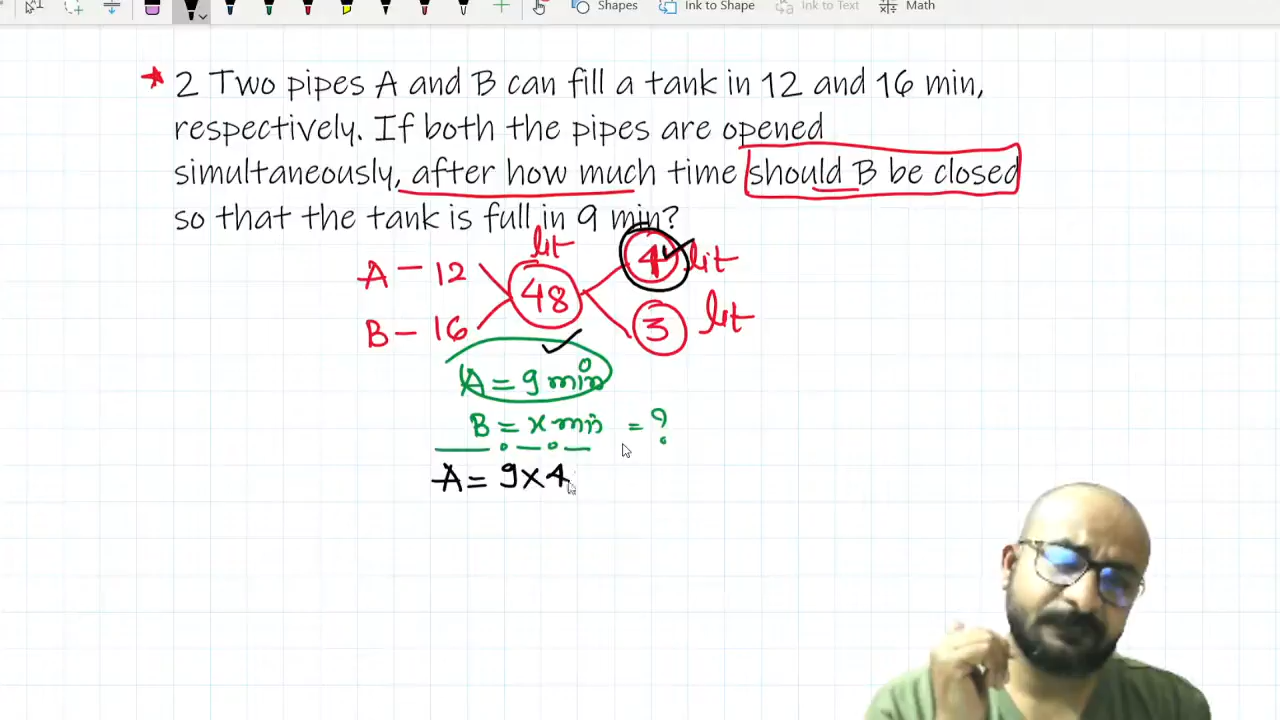 Shapes Ink to Shape Ink to Text Math
2 Two pipes A and B can fill a tank in 12 and 16 min,
respectively. If both the pipes are opened
simultaneously, after how much time should B be closed
so that the tank is full in 9 min?
lit
A - 12 48 4 lit
B - 16 3 lit
A = 9 min
B = x min = ?
A = 9 x 4